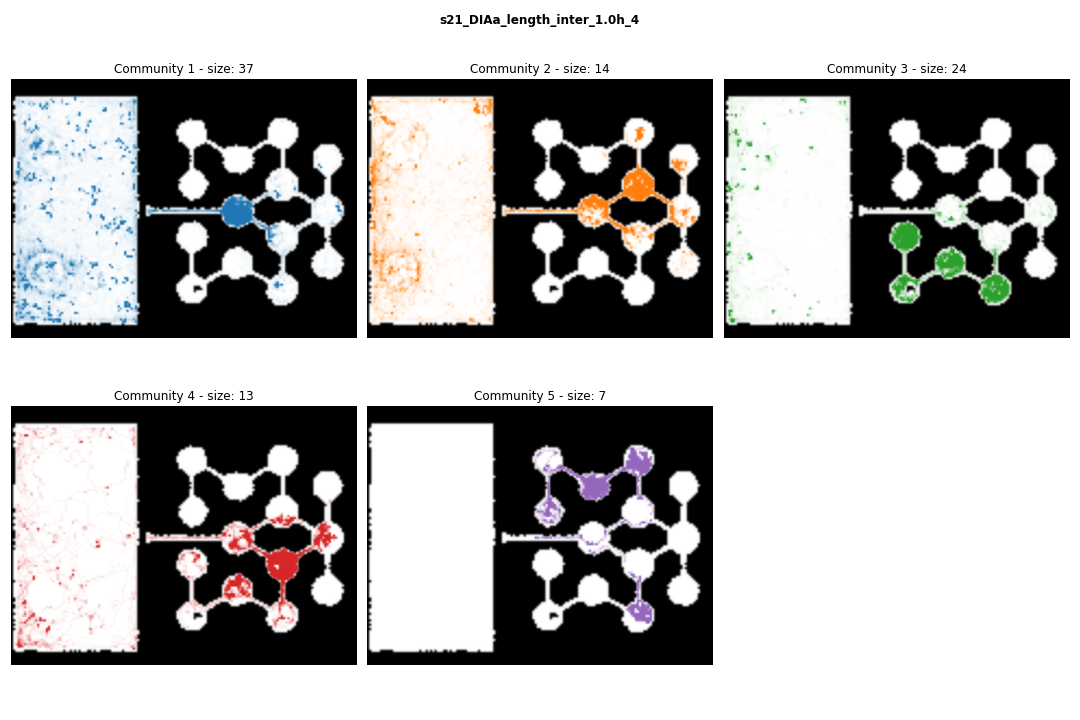 s21_DIAa_length_inter_1.0h_4
Community 1 - size: 37
Community 2 - size: 14
Community 3 - size: 24
Community 4 - size: 13
Community 5 - size: 7